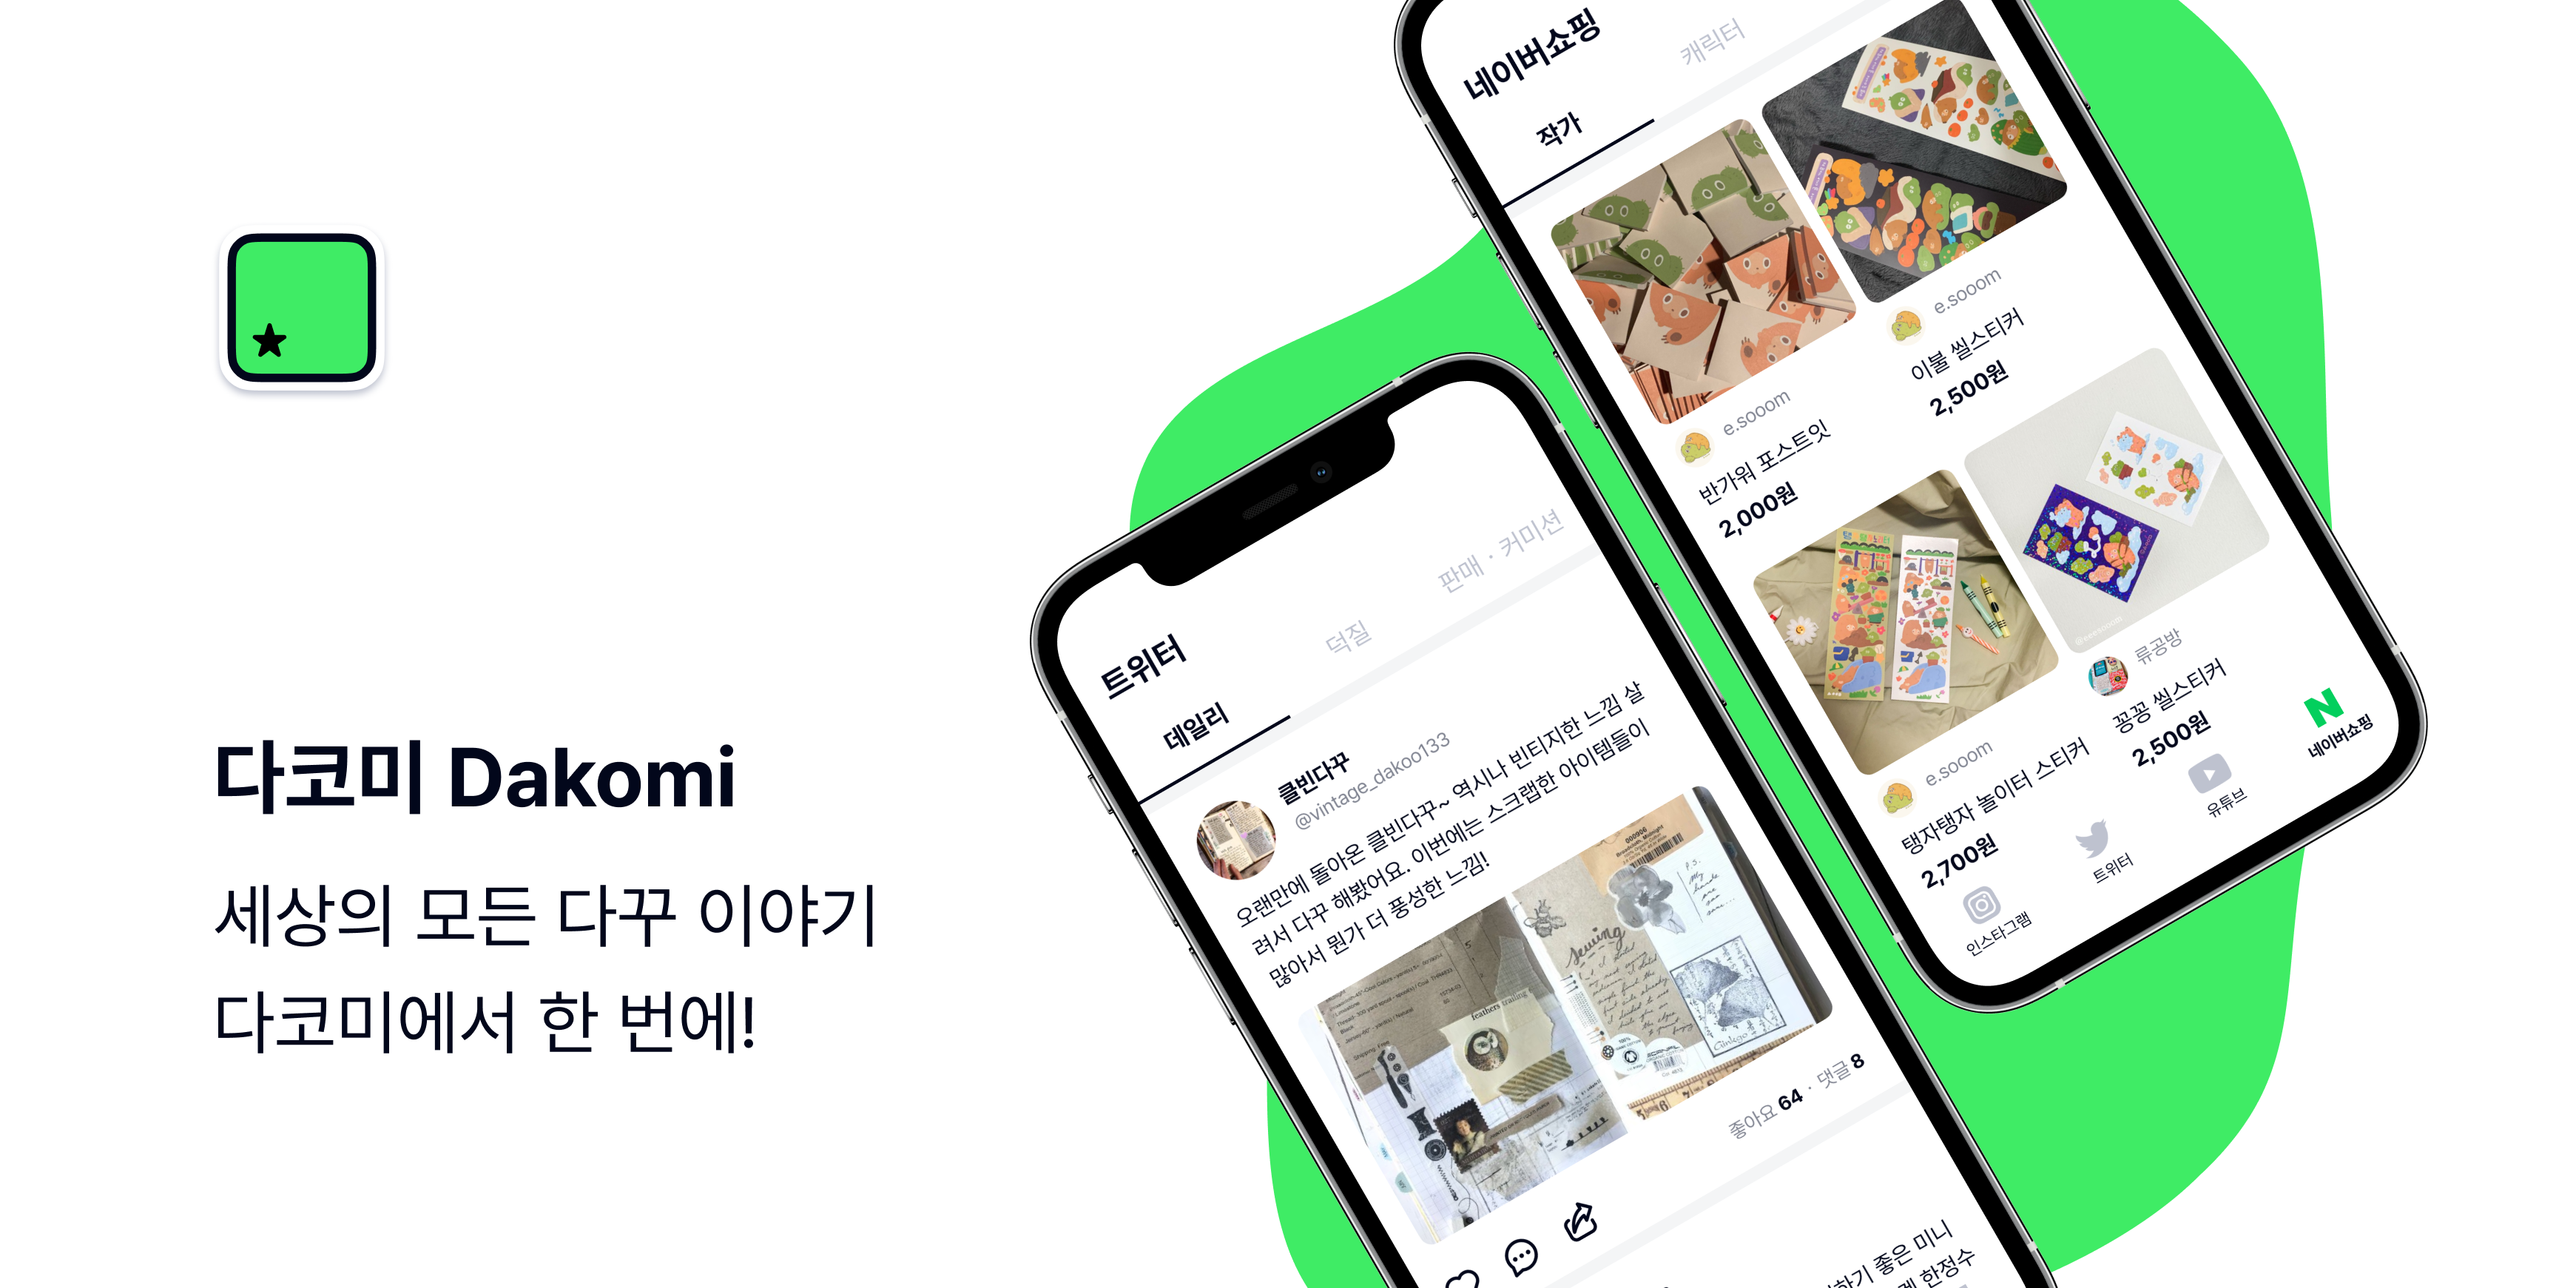 다코미 Dakomi
세상의 모든 다꾸 이야기
다코미에서 한 번에!
트위터
데일리
덕질
판매 · 커미션
클빈다꾸
@vintage_dakoo133
오랜만에 돌아온 클빈다꾸~ 역시나 빈티지한 느낌 살
려서 다꾸 해봤어요. 이번에는 스크랩한 아이템들이
많아서 뭔가 더 풍성한 느낌!
feathers trailing
000906
sewing
P.S.
My
hands
are
Ginkgo
좋아요 64 · 댓글 8
하기 좋은 미니
한정수
네이버쇼핑
작가
캐릭터
e.sooom
반가워 포스트잇
2,000원
e.sooom
이불 씰스티커
2,500원
e.sooom
탱자탱자 놀이터 스티커
2,700원
류공방
꽁꽁 씰스티커
2,500원
인스타그램
트위터
유튜브
N
네이버쇼핑